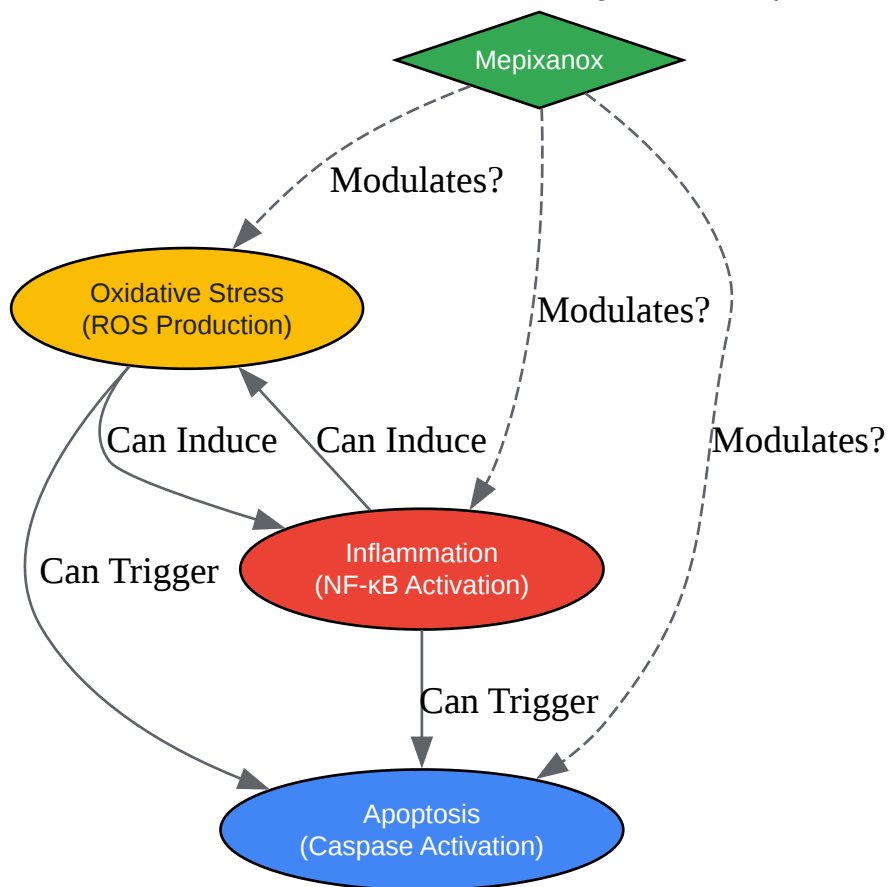 Mepixanox
Modulates?
Oxidative Stress
(ROS Production)
Modulates?
Can Induce
Can Induce
Modulates?
Inflammation
(NF-κB Activation)
Can Trigger
Can Trigger
Apoptosis
(Caspase Activation)